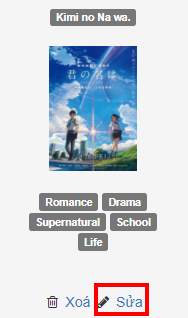 Kimi no Na wa.
君の名は。
Romance Drama
Supernatural School
Life
Xoá Sửa